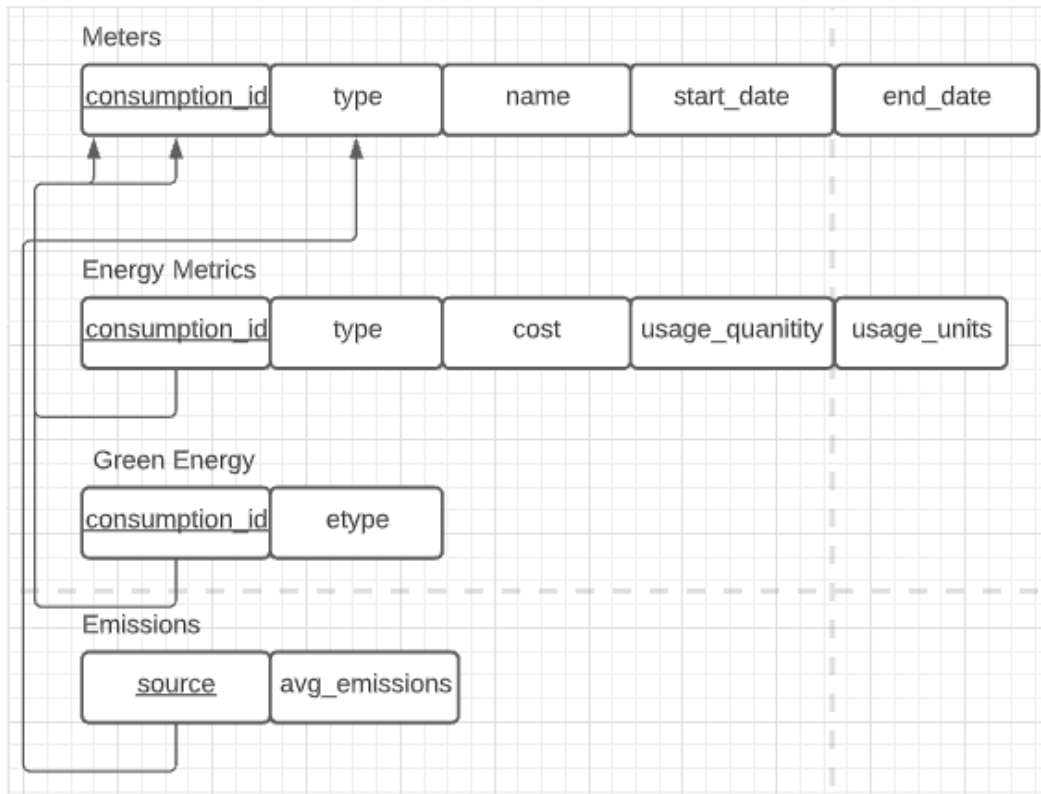 Meters
consumption_id type name start_date end_date
Energy Metrics
consumption_id type cost usage_quanitity usage_units
Green Energy
consumption_id etype
Emissions
source avg_emissions